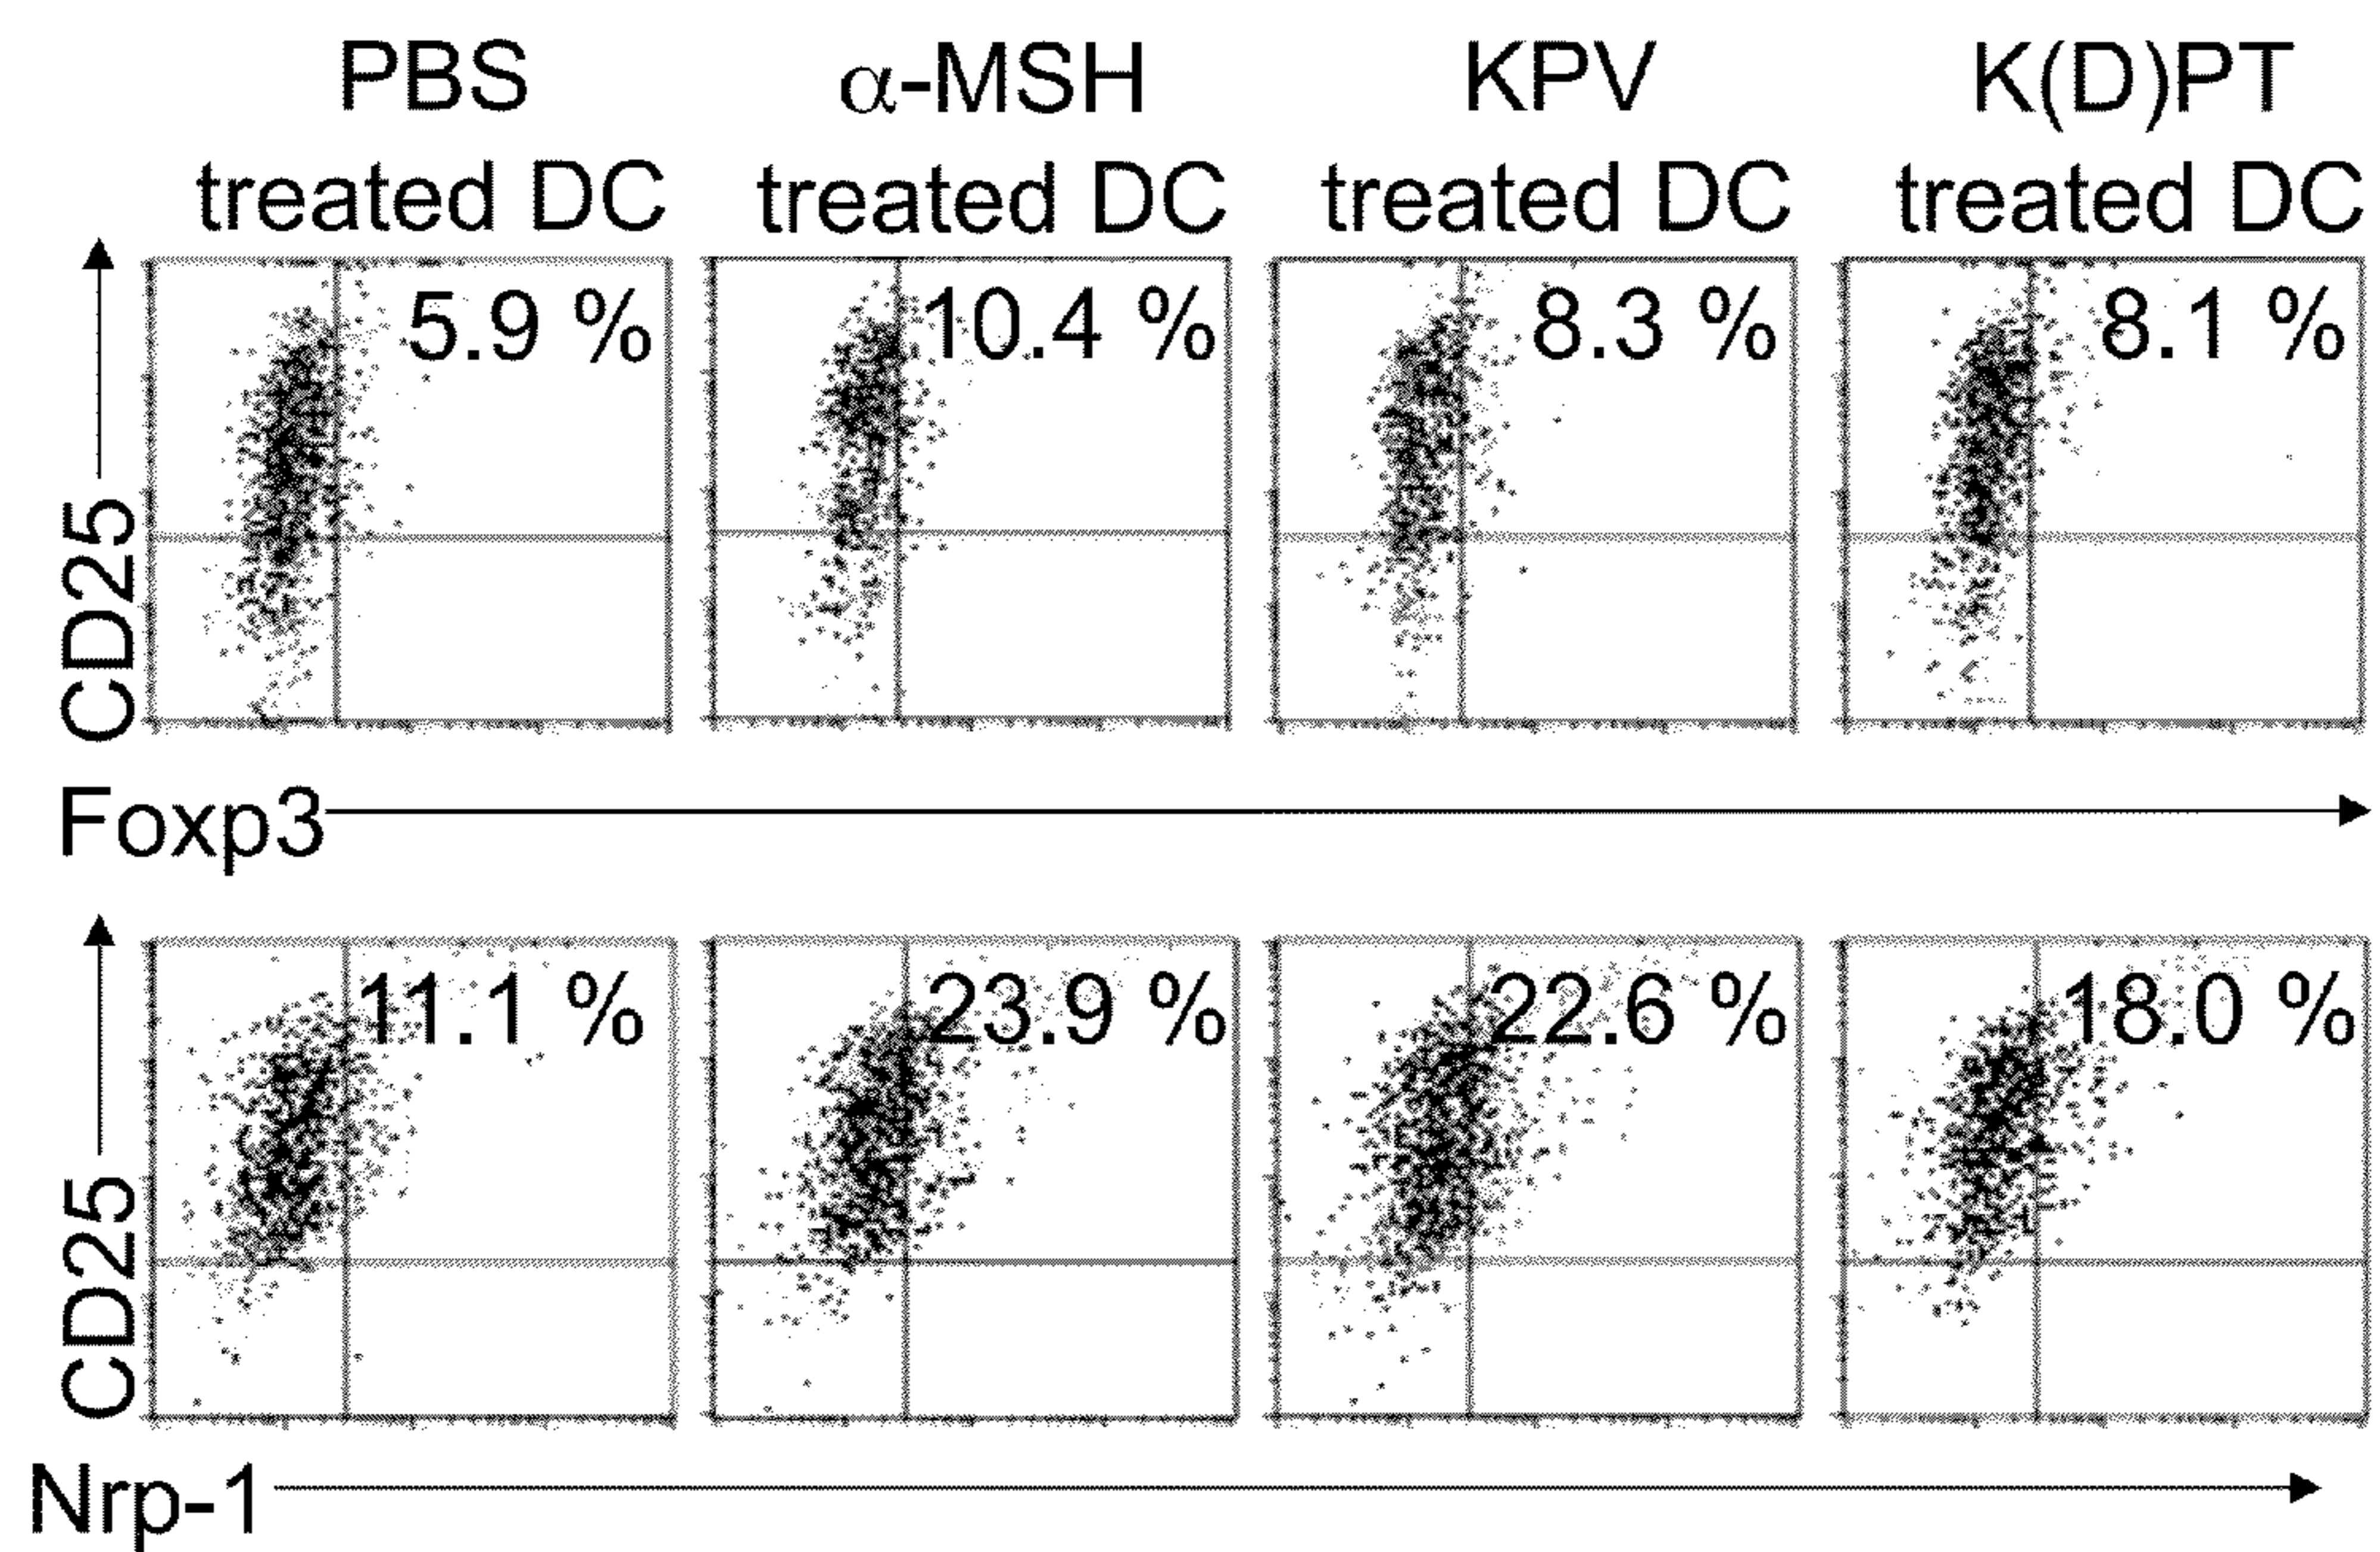 PBS treated DC
α-MSH treated DC
KPV treated DC
K(D)PT treated DC
CD25
5.9 %
10.4 %
8.3 %
8.1 %
Foxp3
CD25
11.1 %
23.9 %
22.6 %
18.0 %
Nrp-1